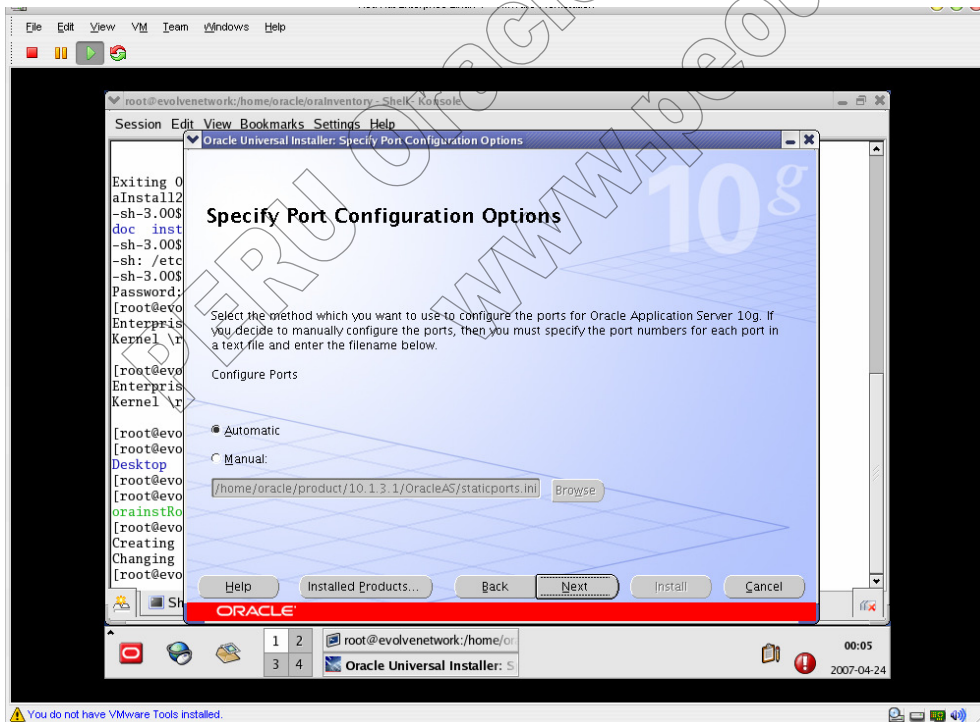 File Edit View VM Team Windows Help
root@evolvenetwork:/home/oracle/oraInventory - Shell - Konsole
Session Edit View Bookmarks Settings Help
Oracle Universal Installer: Specify Port Configuration Options
10g
Exiting O
aInstall2
-sh-3.00$
doc inst
-sh-3.00$
-sh: /etc
-sh-3.00$
Password:
[root@evo
Enterpris
Kernel \r
[root@evo
Enterpris
Kernel \r
[root@evo
[root@evo
Desktop
[root@evo
[root@evo
orainstRo
[root@evo
Creating
Changing
[root@evo
Specify Port Configuration Options
Select the method which you want to use to configure the ports for Oracle Application Server 10g. If
you decide to manually configure the ports, then you must specify the port numbers for each port in
a text file and enter the filename below.
Configure Ports
Automatic
Manual:
/home/oracle/product/10.1.3.1/OracleAS/staticports.ini Browse
Help Installed Products... Back Next Install Cancel
ORACLE
Sh
1 2
3 4
root@evolvenetwork:/home/or
Oracle Universal Installer: S
00:05
2007-04-24
You do not have VMware Tools installed.
PERU